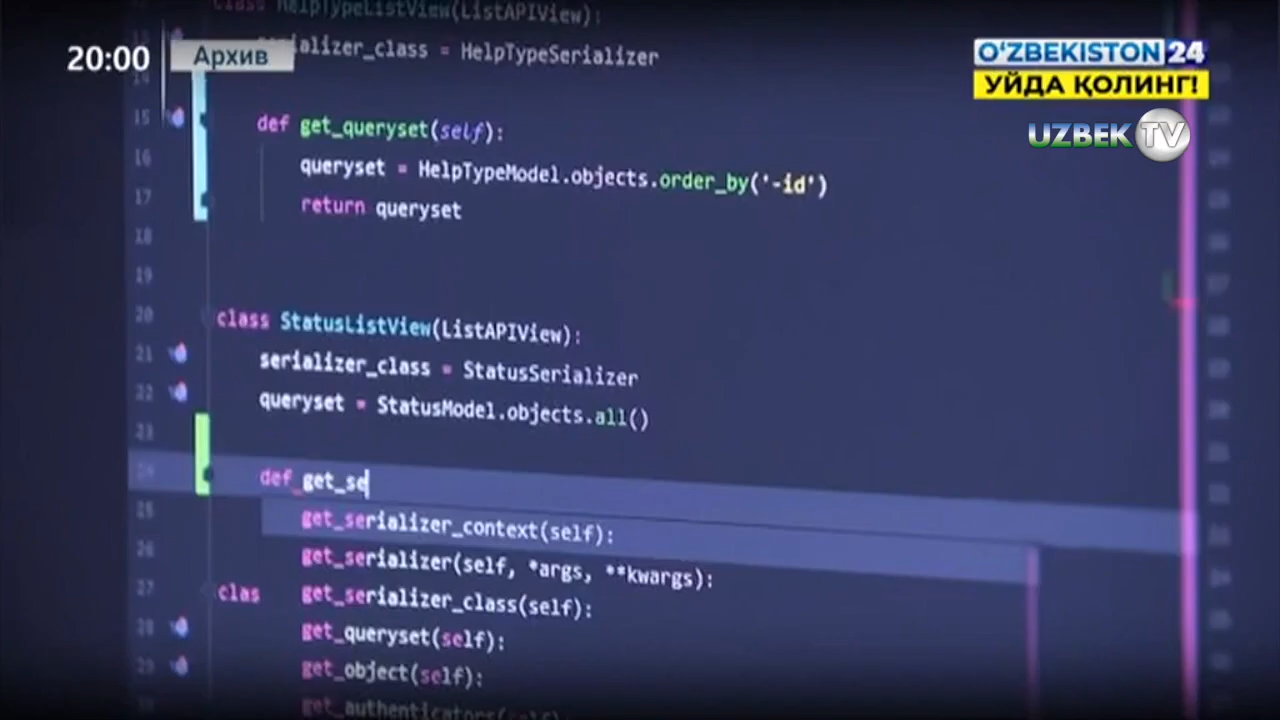 class HelpTypeListView(ListAPIView):
serializer_class = HelpTypeSerializer
20:00
Архив
O‘ZBEKISTON 24
УЙДА ҚОЛИНГ!
UZBEK TV
15 def get_queryset(self):
16 queryset = HelpTypeModel.objects.order_by('-id')
17 return queryset
18
19
20 class StatusListView(ListAPIView):
21 serializer_class = StatusSerializer
22 queryset = StatusModel.objects.all()
23
24 def get_se
25 get_serializer_context(self):
26 get_serializer(self, *args, **kwargs):
27 clas get_serializer_class(self):
28 get_queryset(self):
29 get_object(self):
get_authenticators(self):